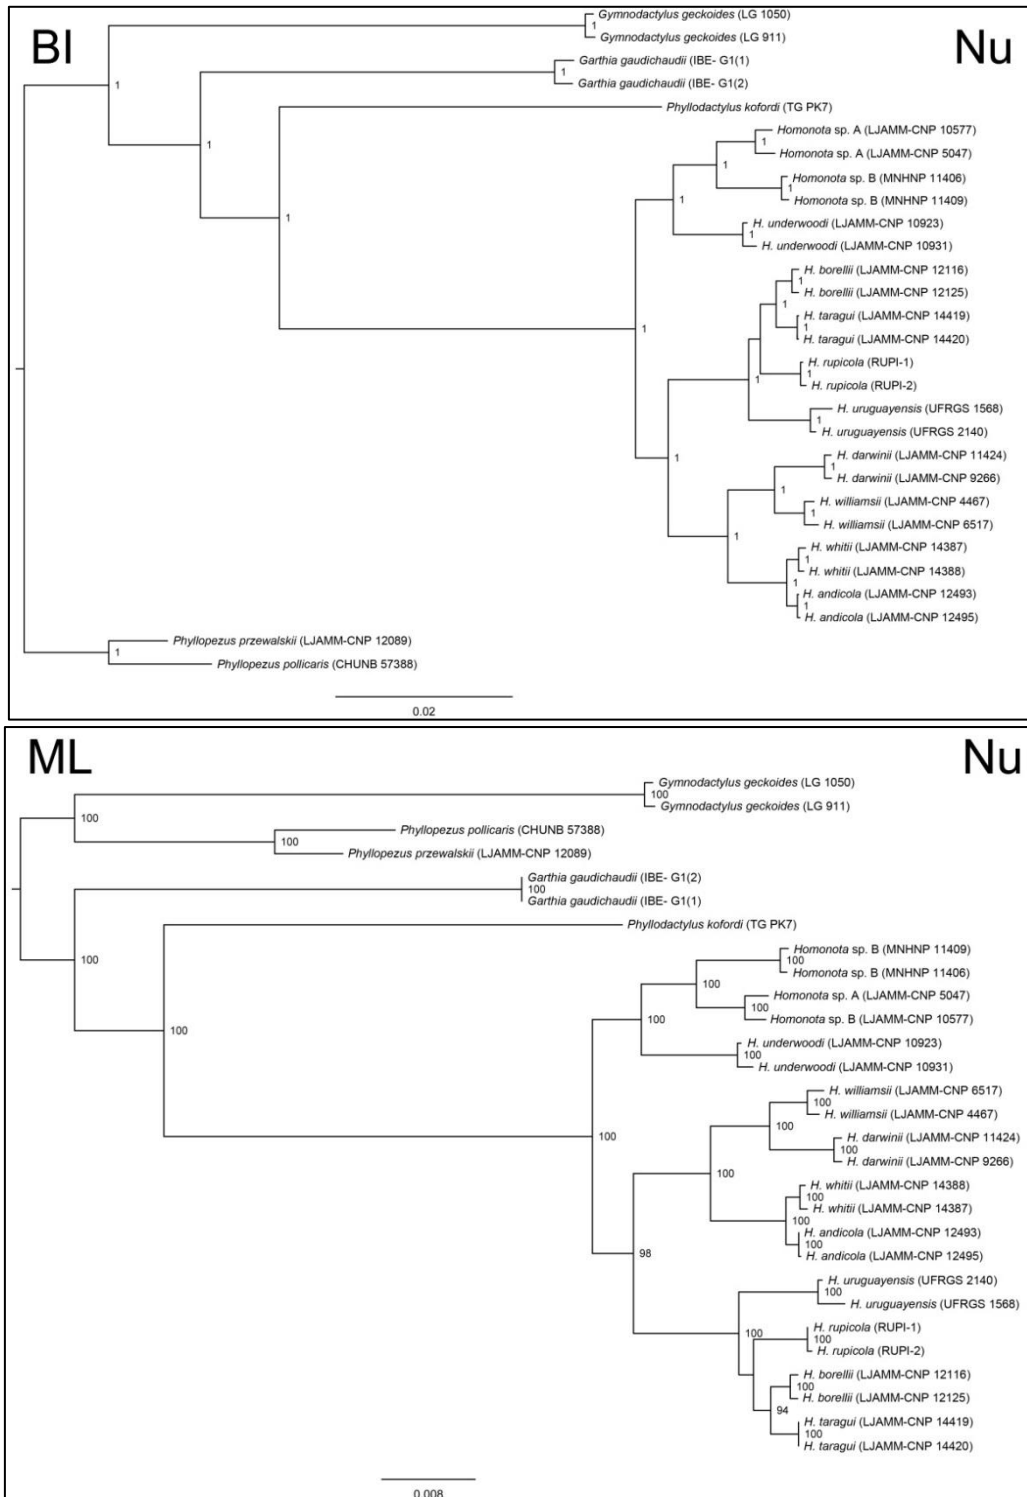 BI
Nu
Gymnodactylus geckoides (LG 1050)
1
Gymnodactylus geckoides (LG 911)
Garthia gaudichaudii (IBE- G1(1)
1
1
Garthia gaudichaudii (IBE- G1(2)
1
Phyllodactylus kofordi (TG PK7)
Homonota sp. A (LJAMM-CNP 10577)
1
Homonota sp. A (LJAMM-CNP 5047)
1
Homonota sp. B (MNHNP 11406)
1
Homonota sp. B (MNHNP 11409)
1
1
H. underwoodi (LJAMM-CNP 10923)
1
H. underwoodi (LJAMM-CNP 10931)
H. borellii (LJAMM-CNP 12116)
1
H. borellii (LJAMM-CNP 12125)
H. taragui (LJAMM-CNP 14419)
1
1
H. taragui (LJAMM-CNP 14420)
H. rupicola (RUPI-1)
1
1
H. rupicola (RUPI-2)
H. uruguayensis (UFRGS 1568)
1
H. uruguayensis (UFRGS 2140)
H. darwinii (LJAMM-CNP 11424)
1
1
H. darwinii (LJAMM-CNP 9266)
1
H. williamsii (LJAMM-CNP 4467)
1
H. williamsii (LJAMM-CNP 6517)
1
H. whitii (LJAMM-CNP 14387)
1
H. whitii (LJAMM-CNP 14388)
1
H. andicola (LJAMM-CNP 12493)
1
H. andicola (LJAMM-CNP 12495)
Phyllopezus przewalskii (LJAMM-CNP 12089)
1
Phyllopezus pollicaris (CHUNB 57388)
0.02
ML
Nu
Gymnodactylus geckoides (LG 1050)
100
Gymnodactylus geckoides (LG 911)
100
Phyllopezus pollicaris (CHUNB 57388)
100
Phyllopezus przewalskii (LJAMM-CNP 12089)
Garthia gaudichaudii (IBE- G1(2)
100
Garthia gaudichaudii (IBE- G1(1)
Phyllodactylus kofordi (TG PK7)
100
Homonota sp. B (MNHNP 11409)
100
Homonota sp. B (MNHNP 11406)
100
Homonota sp. A (LJAMM-CNP 5047)
100
Homonota sp. B (LJAMM-CNP 10577)
100
100
H. underwoodi (LJAMM-CNP 10923)
100
H. underwoodi (LJAMM-CNP 10931)
H. williamsii (LJAMM-CNP 6517)
100
H. williamsii (LJAMM-CNP 4467)
100
100
H. darwinii (LJAMM-CNP 11424)
100
H. darwinii (LJAMM-CNP 9266)
100
H. whitii (LJAMM-CNP 14388)
100
H. whitii (LJAMM-CNP 14387)
100
H. andicola (LJAMM-CNP 12493)
100
H. andicola (LJAMM-CNP 12495)
98
H. uruguayensis (UFRGS 2140)
100
H. uruguayensis (UFRGS 1568)
100
H. rupicola (RUPI-1)
100
H. rupicola (RUPI-2)
H. borellii (LJAMM-CNP 12116)
100
H. borellii (LJAMM-CNP 12125)
94
H. taragui (LJAMM-CNP 14419)
100
H. taragui (LJAMM-CNP 14420)
0.008